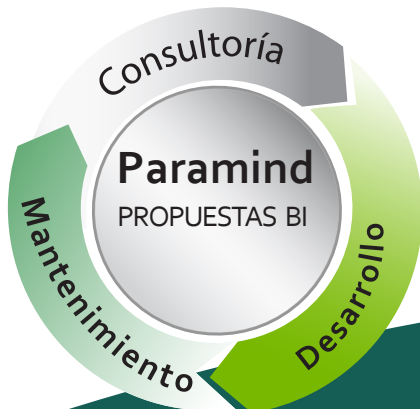 Consultoría
Paramind
PROPUESTAS BI
Desarrollo
Mantenimiento